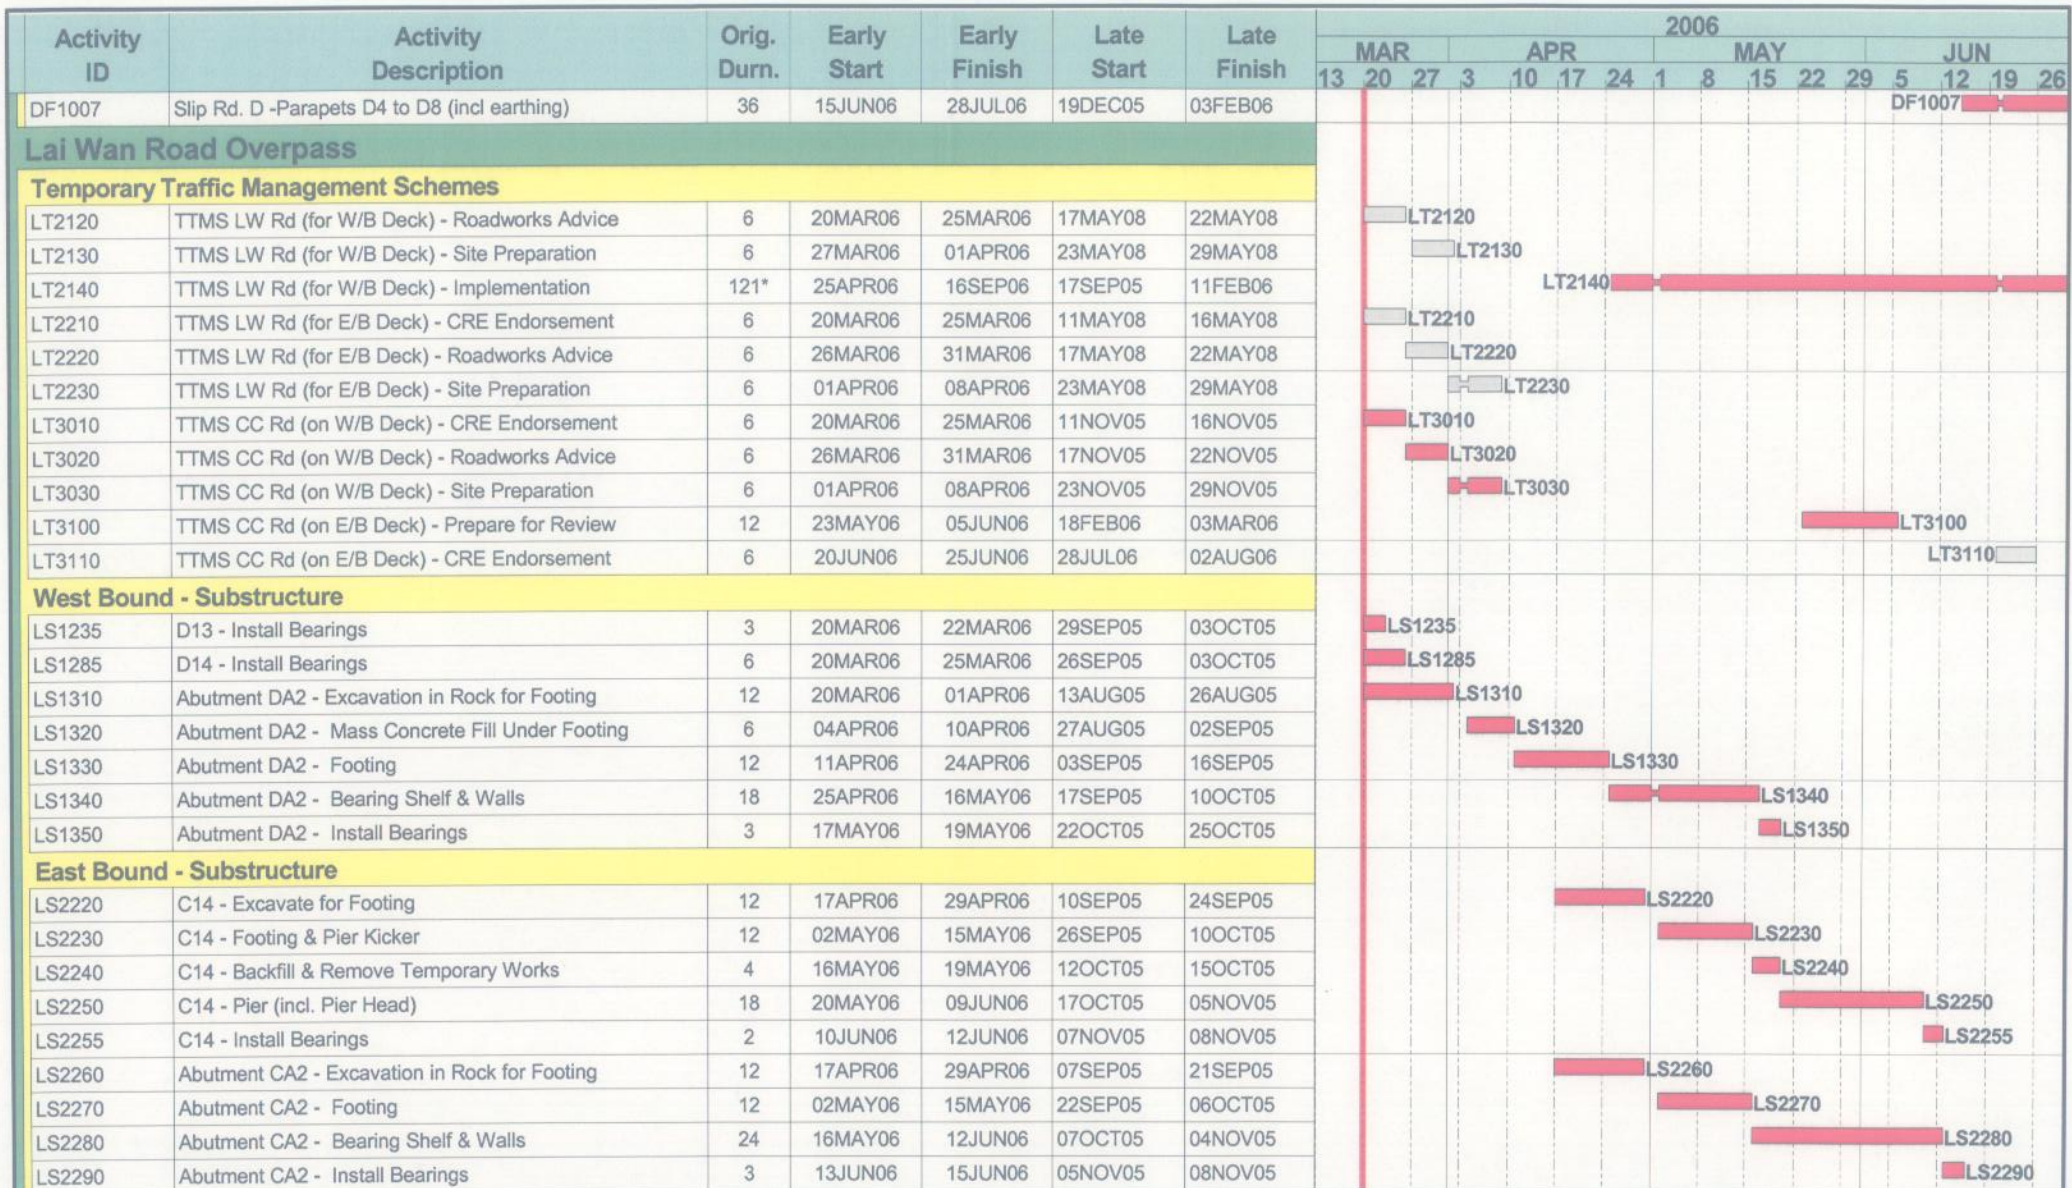 Activity ID Activity Description Orig. Durn. Early Start Early Finish Late Start Late Finish
2006
MAR APR MAY JUN
13 20 27 3 10 17 24 1 8 15 22 29 5 12 19 26
DF1007 Slip Rd. D -Parapets D4 to D8 (incl earthing) 36 15JUN06 28JUL06 19DEC05 03FEB06 DF1007
Lai Wan Road Overpass
Temporary Traffic Management Schemes
LT2120 TTMS LW Rd (for W/B Deck) - Roadworks Advice 6 20MAR06 25MAR06 17MAY08 22MAY08 LT2120
LT2130 TTMS LW Rd (for W/B Deck) - Site Preparation 6 27MAR06 01APR06 23MAY08 29MAY08 LT2130
LT2140 TTMS LW Rd (for W/B Deck) - Implementation 121* 25APR06 16SEP06 17SEP05 11FEB06 LT2140
LT2210 TTMS LW Rd (for E/B Deck) - CRE Endorsement 6 20MAR06 25MAR06 11MAY08 16MAY08 LT2210
LT2220 TTMS LW Rd (for E/B Deck) - Roadworks Advice 6 26MAR06 31MAR06 17MAY08 22MAY08 LT2220
LT2230 TTMS LW Rd (for E/B Deck) - Site Preparation 6 01APR06 08APR06 23MAY08 29MAY08 LT2230
LT3010 TTMS CC Rd (on W/B Deck) - CRE Endorsement 6 20MAR06 25MAR06 11NOV05 16NOV05 LT3010
LT3020 TTMS CC Rd (on W/B Deck) - Roadworks Advice 6 26MAR06 31MAR06 17NOV05 22NOV05 LT3020
LT3030 TTMS CC Rd (on W/B Deck) - Site Preparation 6 01APR06 08APR06 23NOV05 29NOV05 LT3030
LT3100 TTMS CC Rd (on E/B Deck) - Prepare for Review 12 23MAY06 05JUN06 18FEB06 03MAR06 LT3100
LT3110 TTMS CC Rd (on E/B Deck) - CRE Endorsement 6 20JUN06 25JUN06 28JUL06 02AUG06 LT3110
West Bound - Substructure
LS1235 D13 - Install Bearings 3 20MAR06 22MAR06 29SEP05 03OCT05 LS1235
LS1285 D14 - Install Bearings 6 20MAR06 25MAR06 26SEP05 03OCT05 LS1285
LS1310 Abutment DA2 - Excavation in Rock for Footing 12 20MAR06 01APR06 13AUG05 26AUG05 LS1310
LS1320 Abutment DA2 - Mass Concrete Fill Under Footing 6 04APR06 10APR06 27AUG05 02SEP05 LS1320
LS1330 Abutment DA2 - Footing 12 11APR06 24APR06 03SEP05 16SEP05 LS1330
LS1340 Abutment DA2 - Bearing Shelf & Walls 18 25APR06 16MAY06 17SEP05 10OCT05 LS1340
LS1350 Abutment DA2 - Install Bearings 3 17MAY06 19MAY06 22OCT05 25OCT05 LS1350
East Bound - Substructure
LS2220 C14 - Excavate for Footing 12 17APR06 29APR06 10SEP05 24SEP05 LS2220
LS2230 C14 - Footing & Pier Kicker 12 02MAY06 15MAY06 26SEP05 10OCT05 LS2230
LS2240 C14 - Backfill & Remove Temporary Works 4 16MAY06 19MAY06 12OCT05 15OCT05 LS2240
LS2250 C14 - Pier (incl. Pier Head) 18 20MAY06 09JUN06 17OCT05 05NOV05 LS2250
LS2255 C14 - Install Bearings 2 10JUN06 12JUN06 07NOV05 08NOV05 LS2255
LS2260 Abutment CA2 - Excavation in Rock for Footing 12 17APR06 29APR06 07SEP05 21SEP05 LS2260
LS2270 Abutment CA2 - Footing 12 02MAY06 15MAY06 22SEP05 06OCT05 LS2270
LS2280 Abutment CA2 - Bearing Shelf & Walls 24 16MAY06 12JUN06 07OCT05 04NOV05 LS2280
LS2290 Abutment CA2 - Install Bearings 3 13JUN06 15JUN06 05NOV05 08NOV05 LS2290